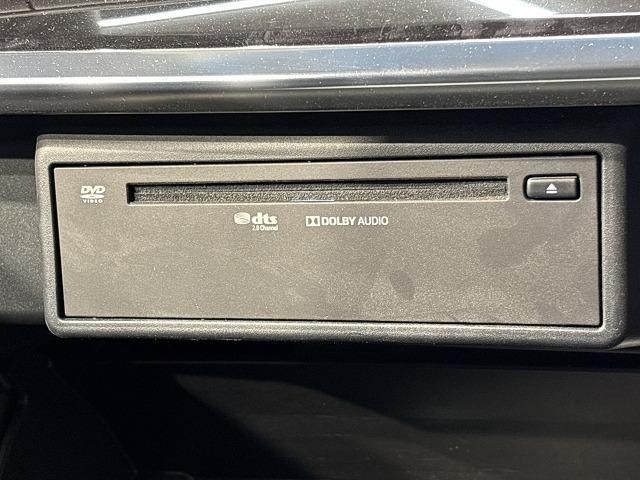 DVD
VIDEO
dts
2.0 Channel
DOLBY AUDIO